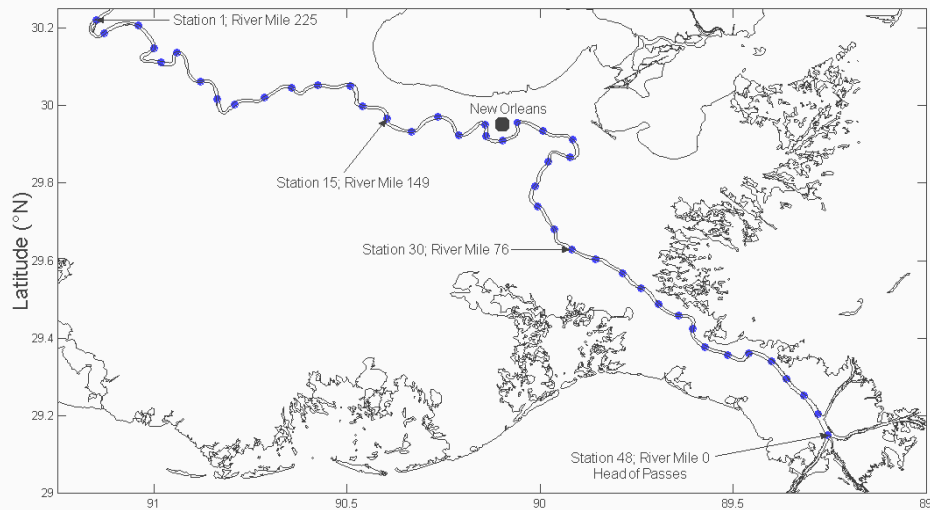 30.2
Station 1; River Mile 225
30
New Orleans
29.8
Station 15; River Mile 149
Latitude (°N)
Station 30; River Mile 76
29.6
29.4
29.2
Station 48; River Mile 0
Head of Passes
29
91
90.5
90
89.5
89